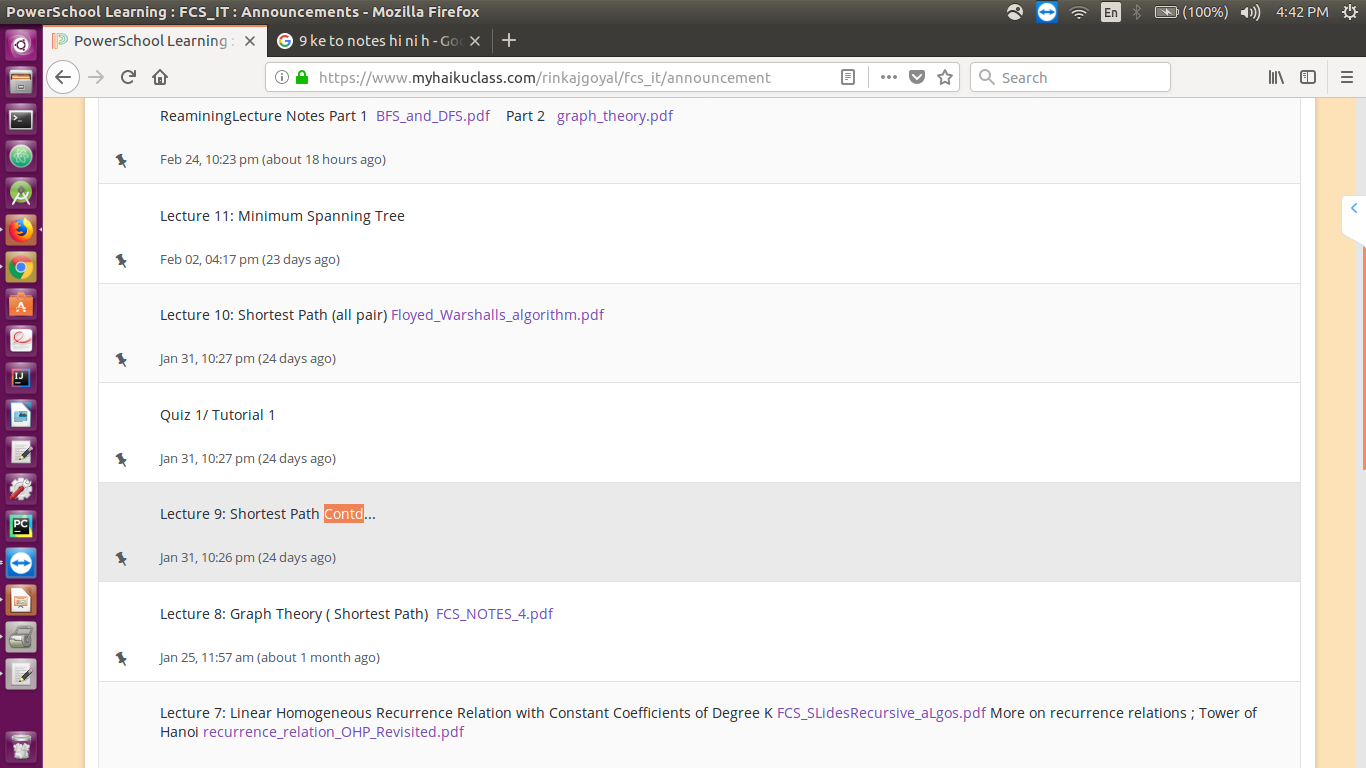 PowerSchool Learning : FCS_IT : Announcements - Mozilla Firefox
En
(100%)
4:42 PM
PowerSchool Learning :
9 ke to notes hi ni h - Goo
https://www.myhaikuclass.com/rinkajgoyal/fcs_it/announcement
Search
ReaminingLecture Notes Part 1 BFS_and_DFS.pdf Part 2 graph_theory.pdf
Feb 24, 10:23 pm (about 18 hours ago)
Lecture 11: Minimum Spanning Tree
Feb 02, 04:17 pm (23 days ago)
Lecture 10: Shortest Path (all pair) Floyed_Warshalls_algorithm.pdf
Jan 31, 10:27 pm (24 days ago)
Quiz 1/ Tutorial 1
Jan 31, 10:27 pm (24 days ago)
Lecture 9: Shortest Path Contd...
Jan 31, 10:26 pm (24 days ago)
Lecture 8: Graph Theory ( Shortest Path) FCS_NOTES_4.pdf
Jan 25, 11:57 am (about 1 month ago)
Lecture 7: Linear Homogeneous Recurrence Relation with Constant Coefficients of Degree K FCS_SLidesRecursive_aLgos.pdf More on recurrence relations ; Tower of
Hanoi recurrence_relation_OHP_Revisited.pdf
IJ
PC